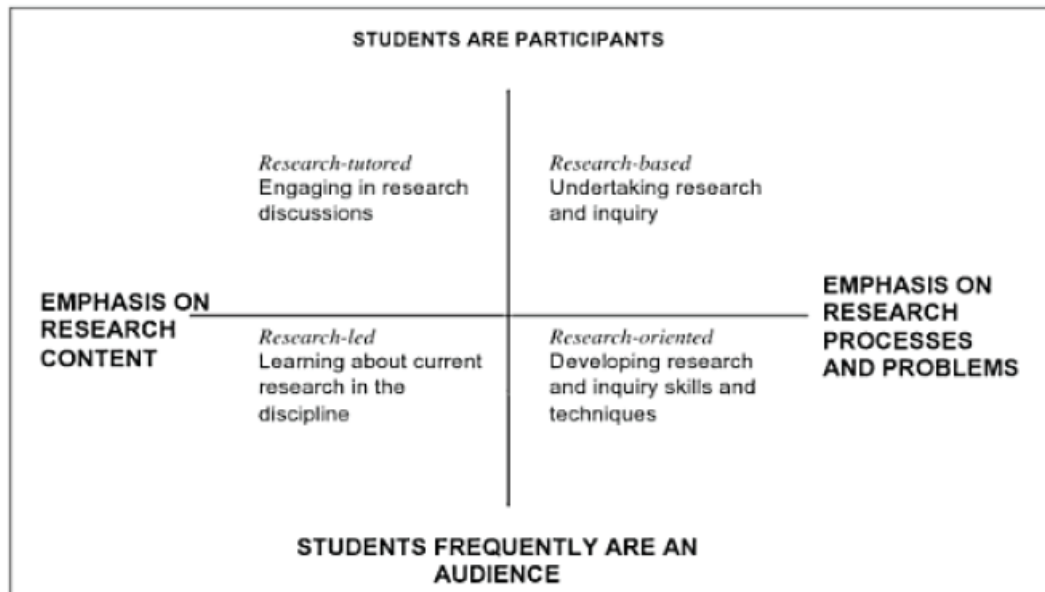 STUDENTS ARE PARTICIPANTS
Research-tutored
Engaging in research
discussions
Research-based
Undertaking research
and inquiry
EMPHASIS ON
RESEARCH
CONTENT
EMPHASIS ON
RESEARCH
PROCESSES
AND PROBLEMS
Research-led
Learning about current
research in the
discipline
Research-oriented
Developing research
and inquiry skills and
techniques
STUDENTS FREQUENTLY ARE AN
AUDIENCE